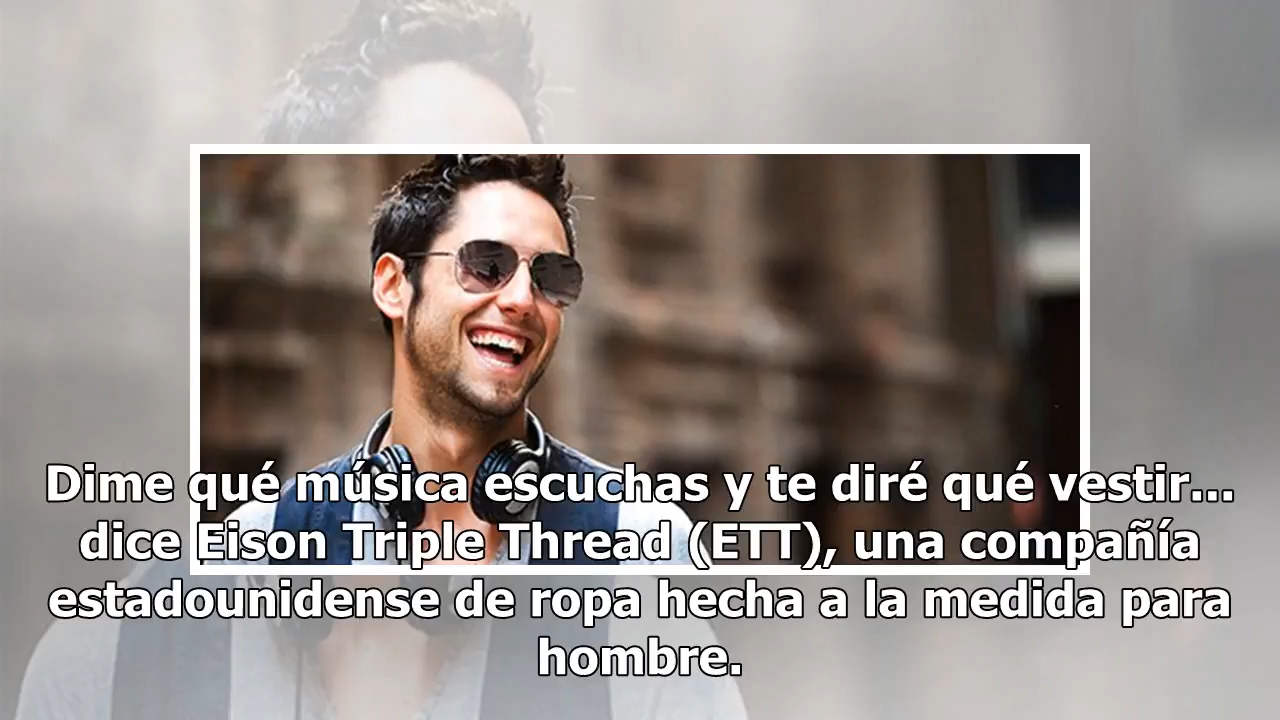 Dime qué música escuchas y te diré qué vestir...
dice Eison Triple Thread (ETT), una compañía
estadounidense de ropa hecha a la medida para
hombre.